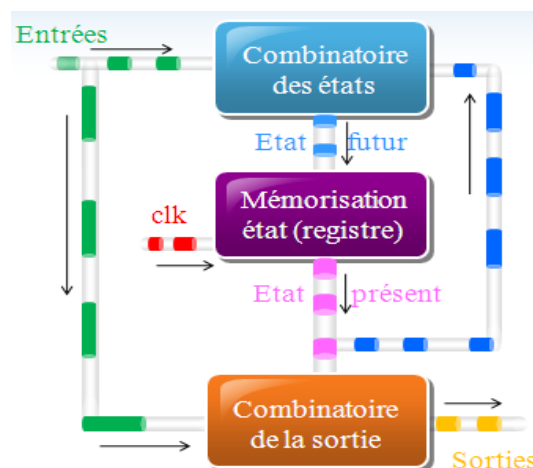 Entrées
Combinatoire
des états
Etat futur
Mémorisation
état (registre)
clk
Etat présent
Combinatoire
de la sortie
Sorties